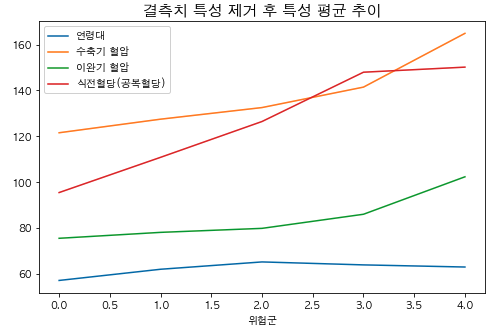 결측치 특성 제거 후 특성 평균 추이
연령대
수축기 혈압
이완기 혈압
식전혈당(공복혈당)
160
140
120
100
80
60
0.0 0.5 1.0 1.5 2.0 2.5 3.0 3.5 4.0
위험군